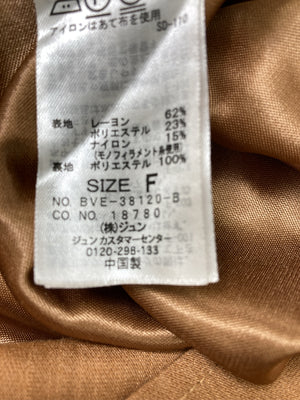 アイロンはあて布を使用
SD-110
表地 レーヨン 62%
ポリエステル 23%
ナイロン 15%
(モノフィラメント糸使用)
裏地 ポリエステル 100%
SIZE F
NO. BVE-38120-B
CO NO. 18780
(株)ジュン
ジュンカスタマーセンター
0120-298-133
中国製